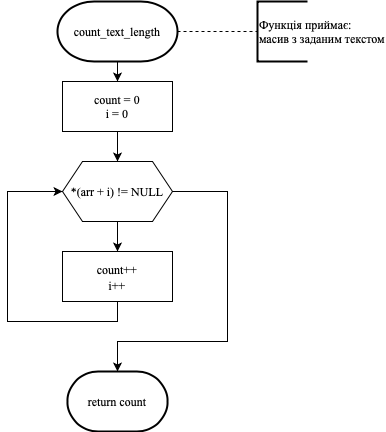 count_text_length
Функція приймає:
масив з заданим текстом
count = 0
i = 0
*(arr + i) != NULL
count++
i++
return count